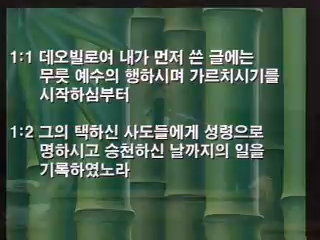 1:1 데오빌로여 내가 먼저 쓴 글에는
무릇 예수의 행하시며 가르치시기를
시작하심부터
1:2 그의 택하신 사도들에게 성령으로
명하시고 승천하신 날까지의 일을
기록하였노라